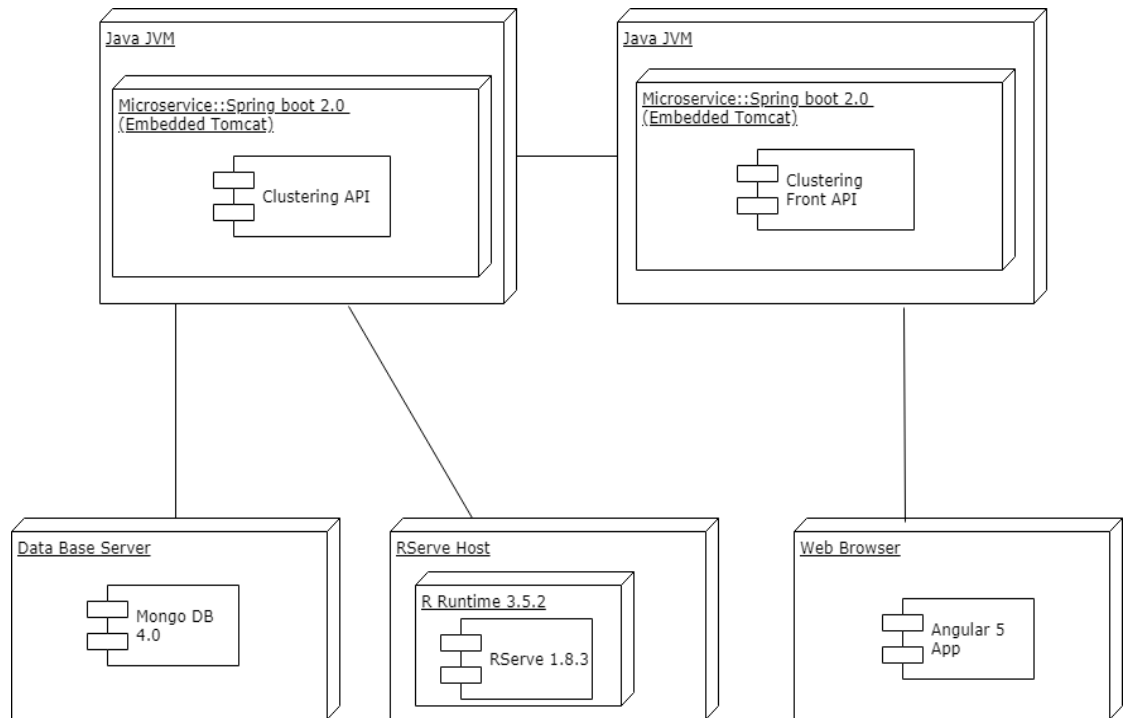 Java JVM
Microservice::Spring boot 2.0
(Embedded Tomcat)
Clustering API
Java JVM
Microservice::Spring boot 2.0
(Embedded Tomcat)
Clustering
Front API
Data Base Server
Mongo DB
4.0
RServe Host
R Runtime 3.5.2
RServe 1.8.3
Web Browser
Angular 5
App